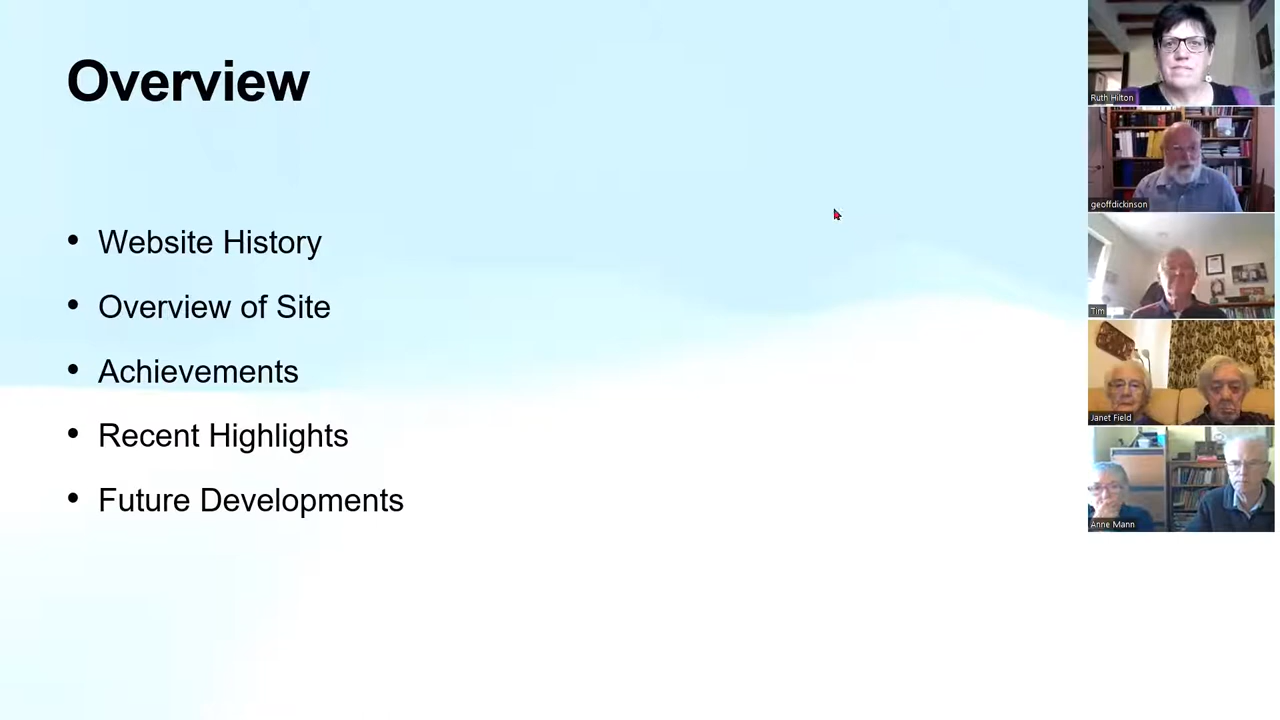 Overview
Website History
Overview of Site
Achievements
Recent Highlights
Future Developments
Ruth Hilton
geoffdickinson
Tim
Janet Field
Anne Mann